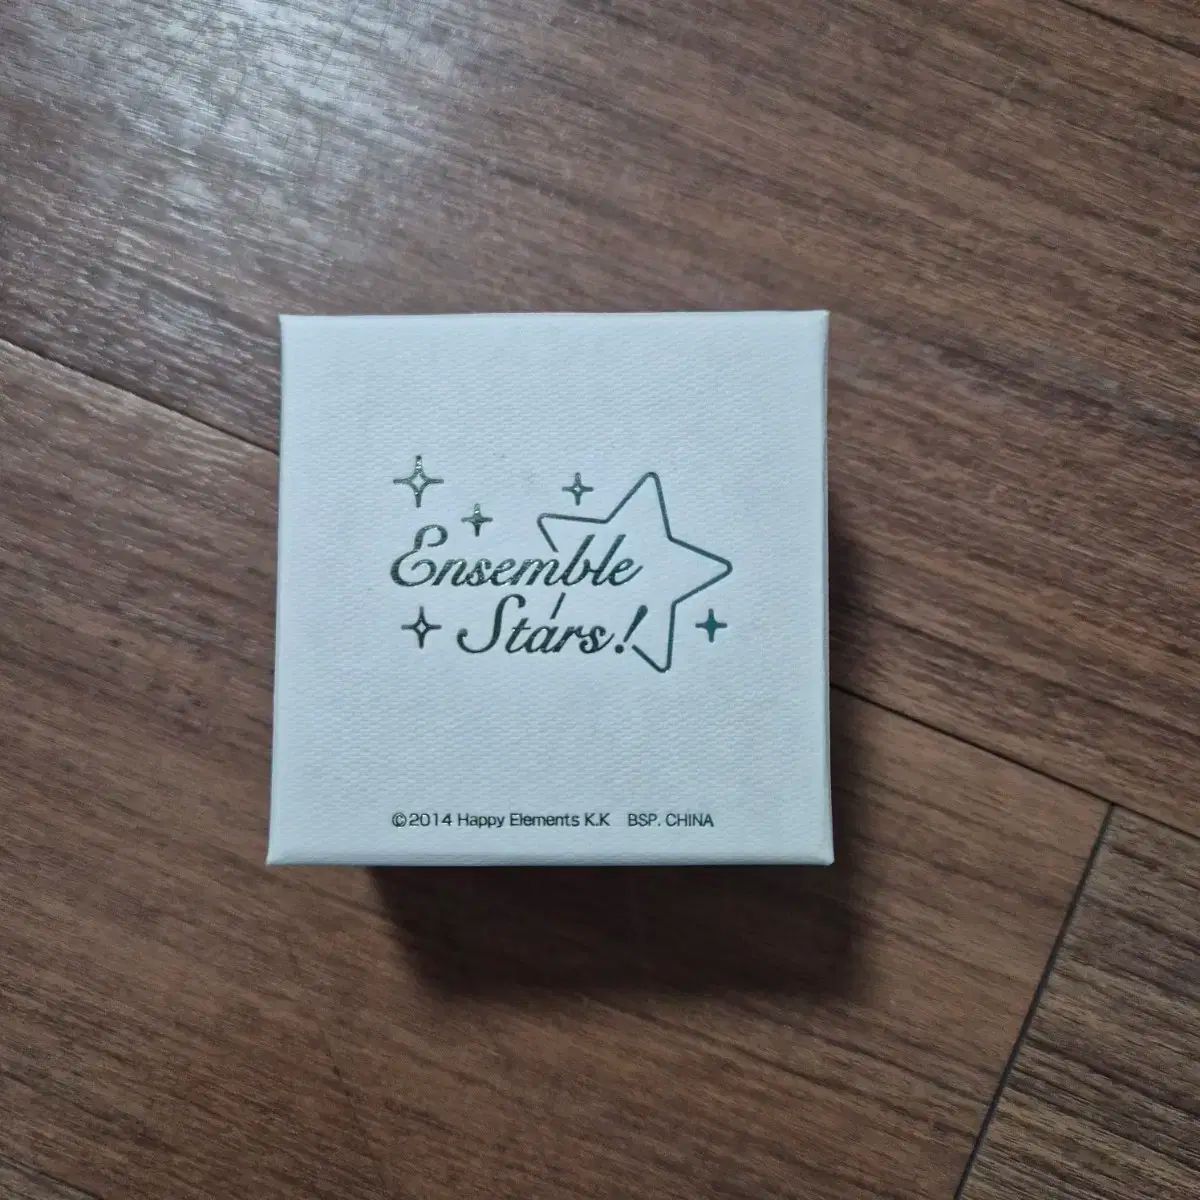 Ensemble
Stars!
©2014 Happy Elements K.K BSP. CHINA